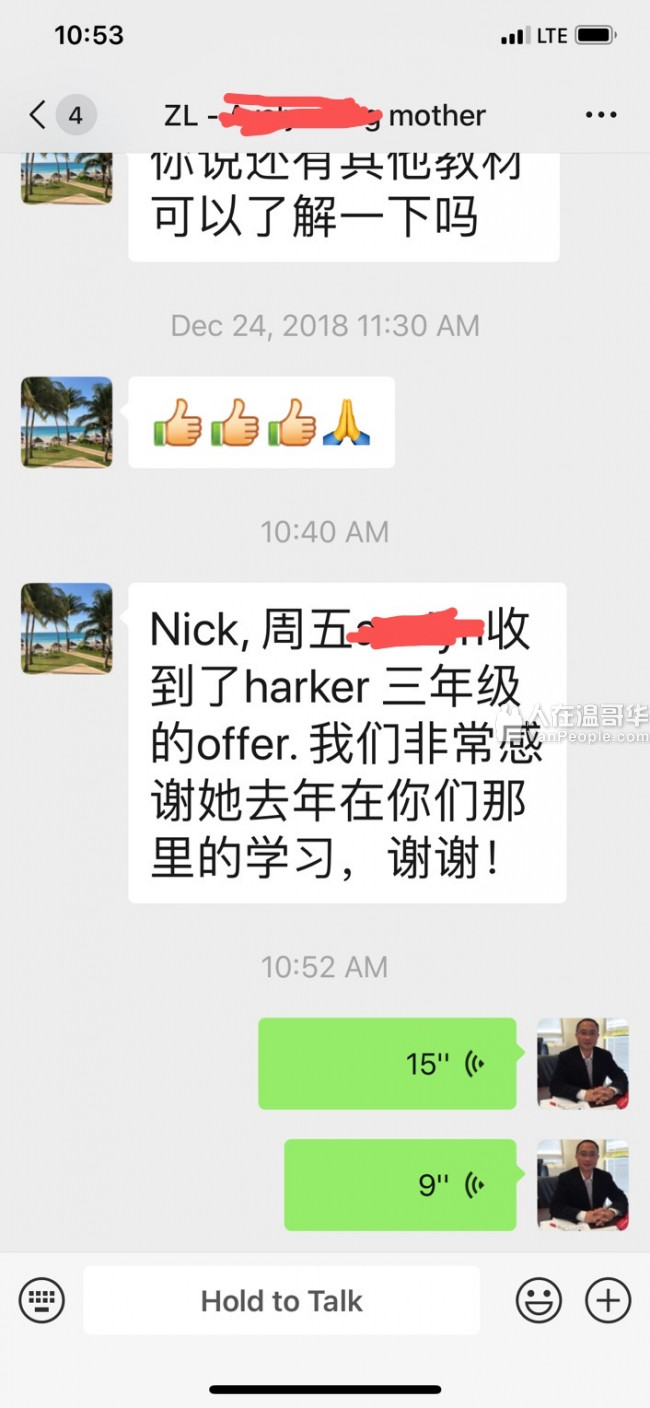 10:53
LTE
4
ZL - mother
你说还有其他教材
可以了解一下吗
Dec 24, 2018 11:30 AM
10:40 AM
Nick, 周五 收
到了harker 三年级
的offer. 我们非常感
谢她去年在你们那
里的学习，谢谢！
人在温哥华
VanPeople.com
10:52 AM
15''
9''
Hold to Talk